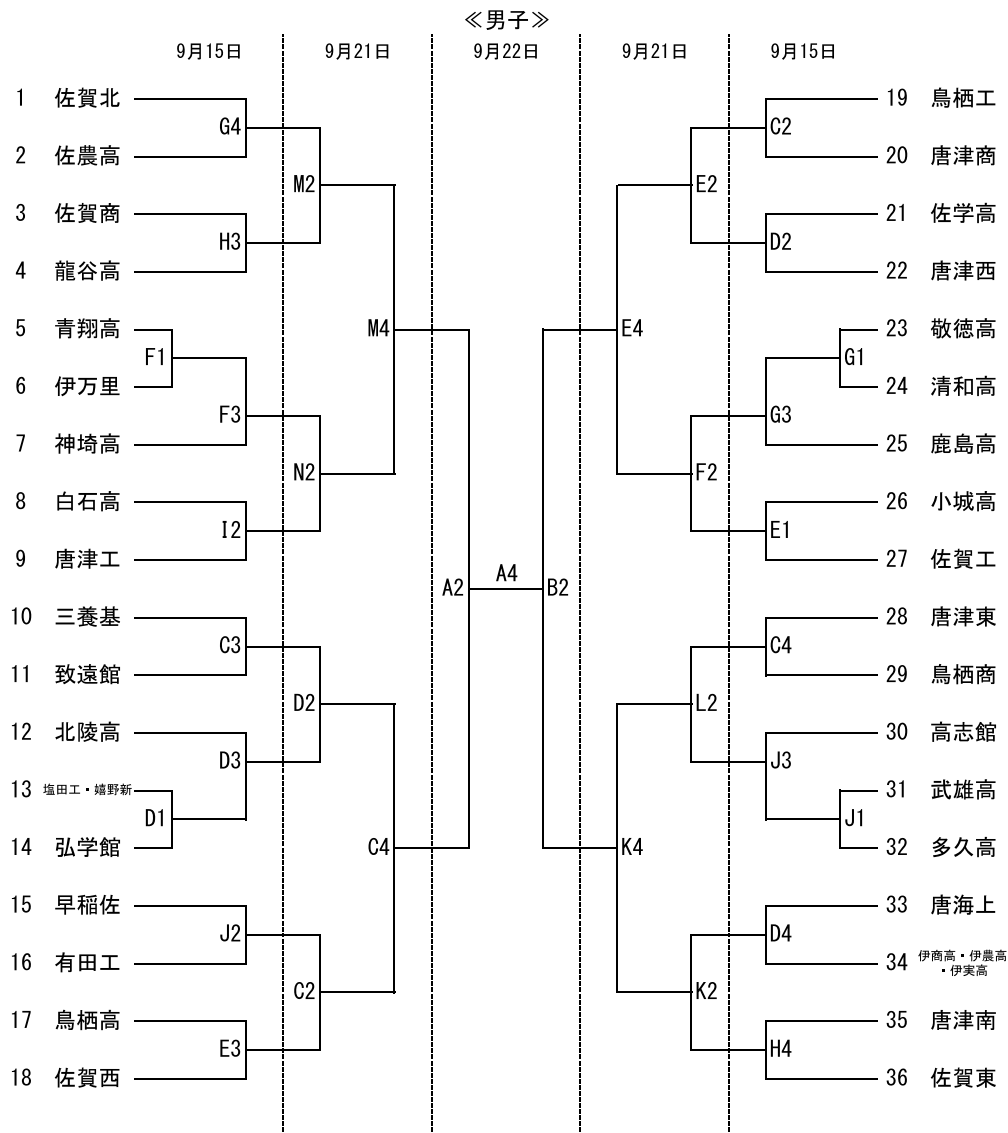 ≪男子≫
9月15日 9月21日 9月22日 9月21日 9月15日
1 佐賀北 19 鳥栖工
G4 C2
2 佐農高 20 唐津商
M2 E2
3 佐賀商 21 佐学高
H3 D2
4 龍谷高 22 唐津西
5 青翔高 M4 E4 23 敬徳高
F1 G1
6 伊万里 24 清和高
F3 G3
7 神埼高 25 鹿島高
N2 F2
8 白石高 26 小城高
I2 E1
9 唐津工 27 佐賀工
A2 A4 B2
10 三養基 28 唐津東
C3 C4
11 致遠館 29 鳥栖商
D2 L2
12 北陵高 30 高志館
D3 J3
13 塩田工・嬉野新 31 武雄高
D1 J1
14 弘学館 C4 K4 32 多久高
15 早稲佐 33 唐海上
J2 D4
16 有田工 34 伊商高・伊農高
・伊実高
C2 K2
17 鳥栖高 35 唐津南
E3 H4
18 佐賀西 36 佐賀東